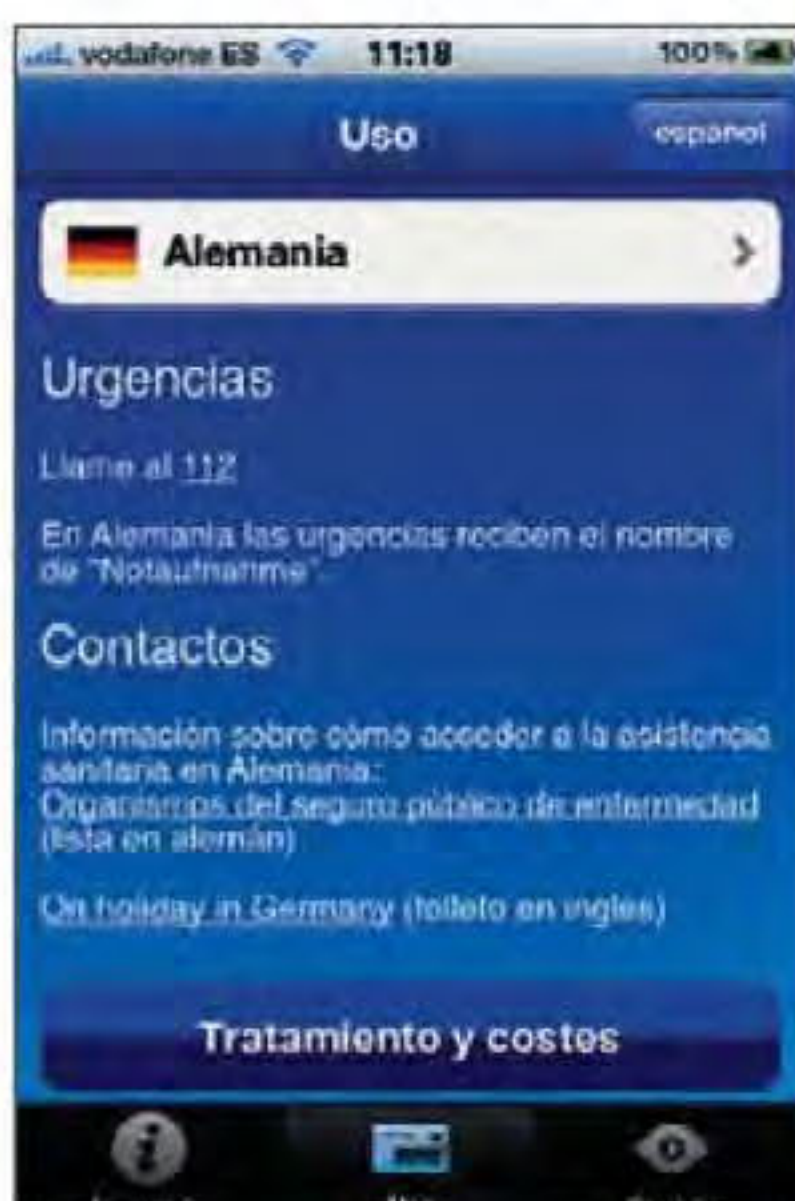 vodafone ES 11:18 100%
Uso español
Alemania
Urgencias
Llame al 112
En Alemania las urgencias reciben el nombre
de "Notaufnahme".
Contactos
Información sobre cómo acceder a la asistencia
sanitaria en Alemania.:
Organismos del seguro público de enfermedad
(lista en alemán)
On holiday in Germany (folleto en inglés)
Tratamiento y costes